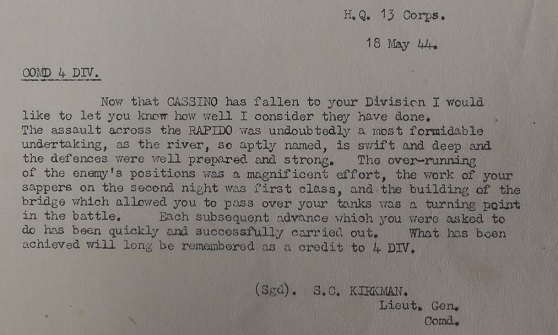 H.Q. 13 Corps.
18 May 44.
COMD 4 DIV.
Now that CASSINO has fallen to your Division I would
like to let you know how well I consider they have done.
The assault across the RAPIDO was undoubtedly a most formidable
undertaking, as the river, so aptly named, is swift and deep and
the defences were well prepared and strong. The over-running
of the enemy's positions was a magnificent effort, the work of your
sappers on the second night was first class, and the building of the
bridge which allowed you to pass over your tanks was a turning point
in the battle. Each subsequent advance which you were asked to
do has been quickly and successfully carried out. What has been
achieved will long be remembered as a credit to 4 DIV.
(Sgd). S.C. KIRKMAN.
Lieut. Gen.
Comd.